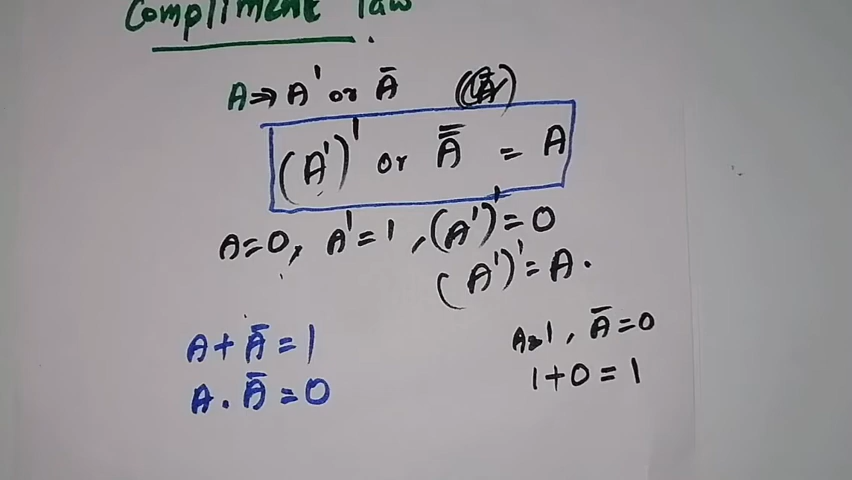 Compliment law
A ⇒ A' or Ā
(A')' or A̿ = A
A=0, A'=1, (A')'=0
(A')'=A.
A+Ā=1
A.Ā=0
A=1, Ā=0
1+0=1